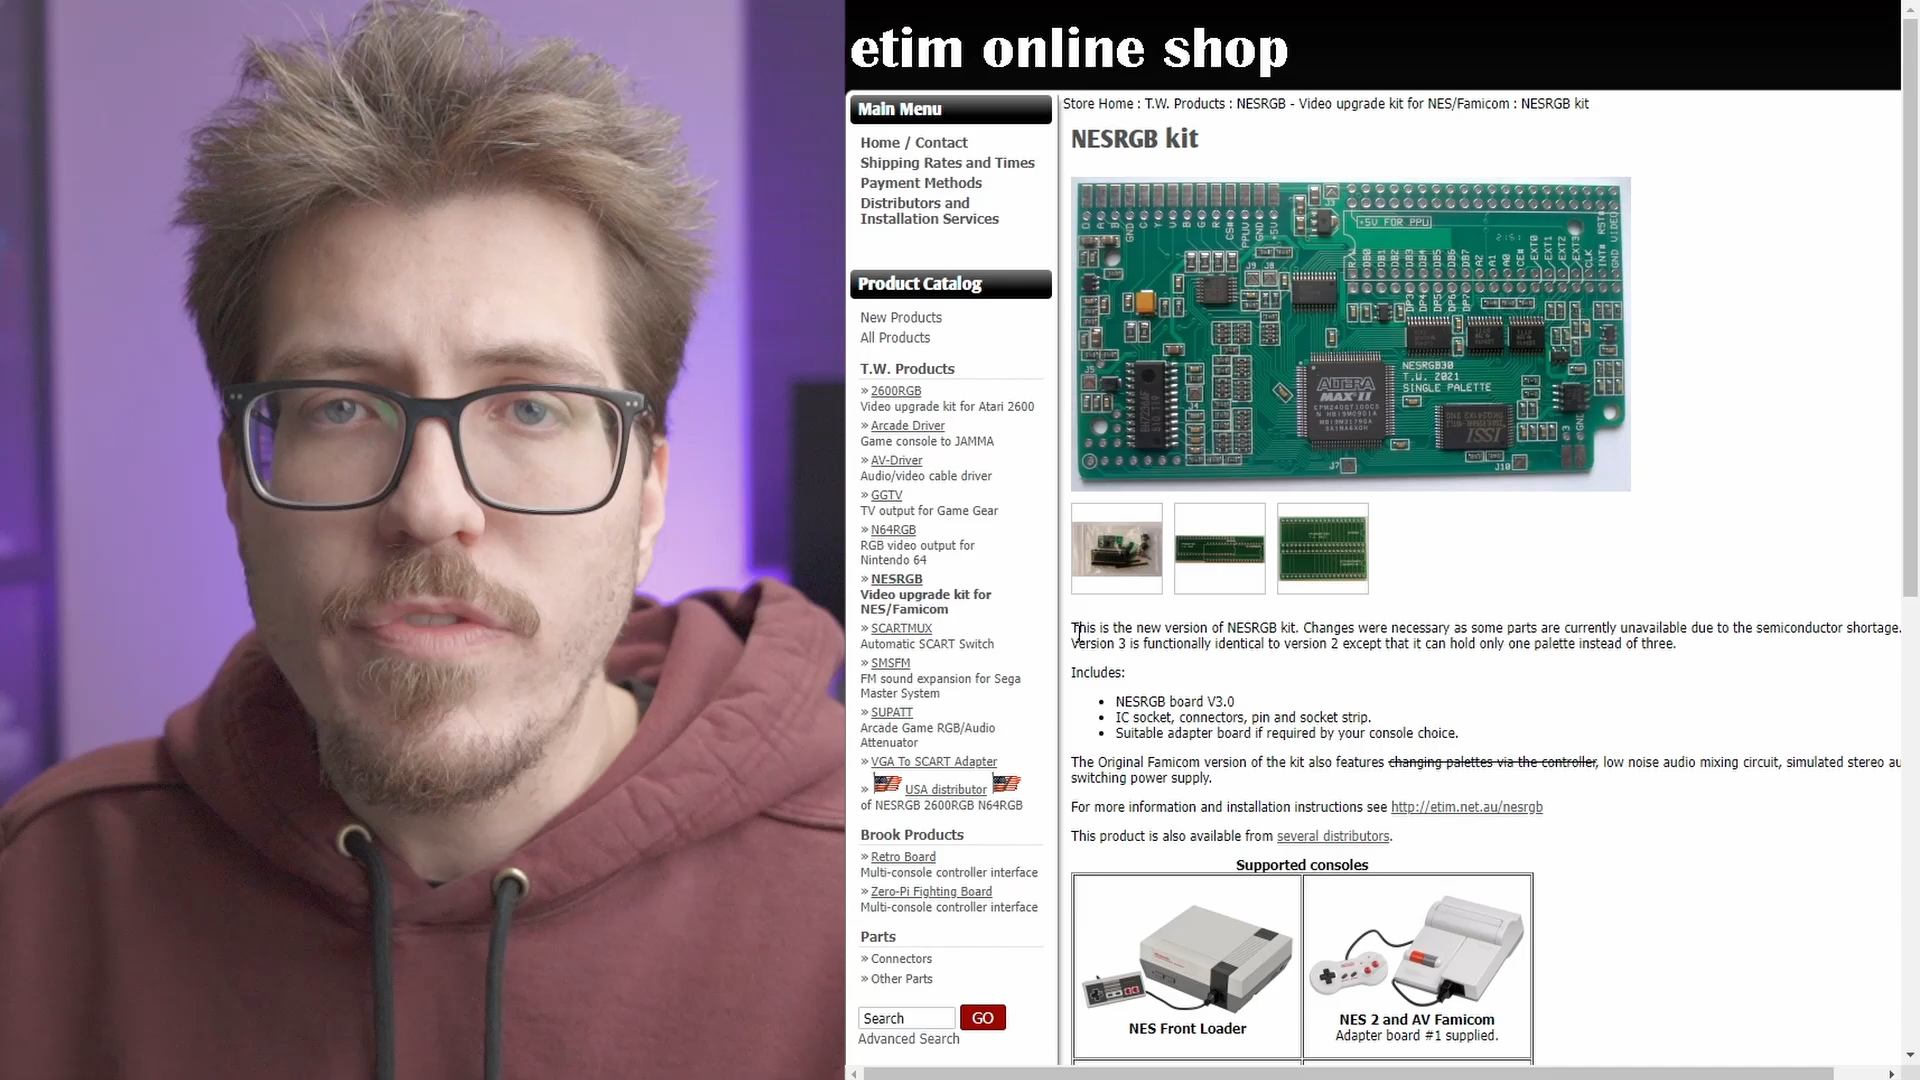 etim online shop
Main Menu
Home / Contact
Shipping Rates and Times
Payment Methods
Distributors and
Installation Services
Product Catalog
New Products
All Products
T.W. Products
» 2600RGB
Video upgrade kit for Atari 2600
» Arcade Driver
Game console to JAMMA
» AV-Driver
Audio/video cable driver
» GGTV
TV output for Game Gear
» N64RGB
RGB video output for
Nintendo 64
» NESRGB
Video upgrade kit for
NES/Famicom
» SCARTMUX
Automatic SCART Switch
» SMSFM
FM sound expansion for Sega
Master System
» SUPATT
Arcade Game RGB/Audio
Attenuator
» VGA To SCART Adapter
» USA distributor
of NESRGB 2600RGB N64RGB
Brook Products
» Retro Board
Multi-console controller interface
» Zero-Pi Fighting Board
Multi-console controller interface
Parts
» Connectors
» Other Parts
Search GO
Advanced Search
Store Home : T.W. Products : NESRGB - Video upgrade kit for NES/Famicom : NESRGB kit
NESRGB kit
+5V FOR PPU
ALTERA
MAX II
NESRGB30
T.W. 2021
SINGLE PALETTE
ISSI
This is the new version of NESRGB kit. Changes were necessary as some parts are currently unavailable due to the semiconductor shortage.
Version 3 is functionally identical to version 2 except that it can hold only one palette instead of three.
Includes:
• NESRGB board V3.0
• IC socket, connectors, pin and socket strip.
• Suitable adapter board if required by your console choice.
The Original Famicom version of the kit also features changing palettes via the controller, low noise audio mixing circuit, simulated stereo au
switching power supply.
For more information and installation instructions see http://etim.net.au/nesrgb
This product is also available from several distributors.
Supported consoles
NES Front Loader
NES 2 and AV Famicom
Adapter board #1 supplied.